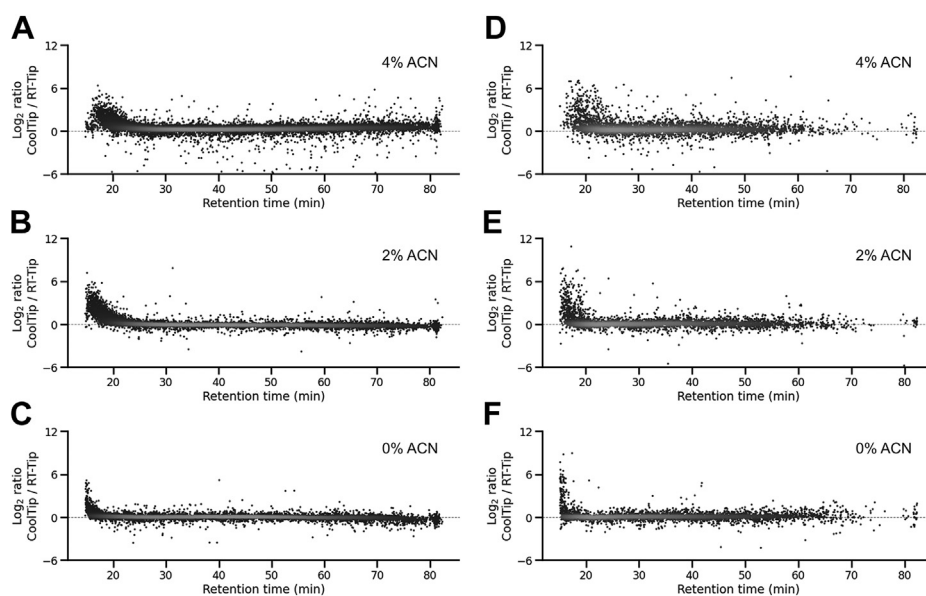 A
12
6
0
−6
Log2 ratio
CoolTip / RT-Tip
4% ACN
20 30 40 50 60 70 80
Retention time (min)
D
12
6
0
−6
Log2 ratio
CoolTip / RT-Tip
4% ACN
20 30 40 50 60 70 80
Retention time (min)
B
12
6
0
−6
Log2 ratio
CoolTip / RT-Tip
2% ACN
20 30 40 50 60 70 80
Retention time (min)
E
12
6
0
−6
Log2 ratio
CoolTip / RT-Tip
2% ACN
20 30 40 50 60 70 80
Retention time (min)
C
12
6
0
−6
Log2 ratio
CoolTip / RT-Tip
0% ACN
20 30 40 50 60 70 80
Retention time (min)
F
12
6
0
−6
Log2 ratio
CoolTip / RT-Tip
0% ACN
20 30 40 50 60 70 80
Retention time (min)